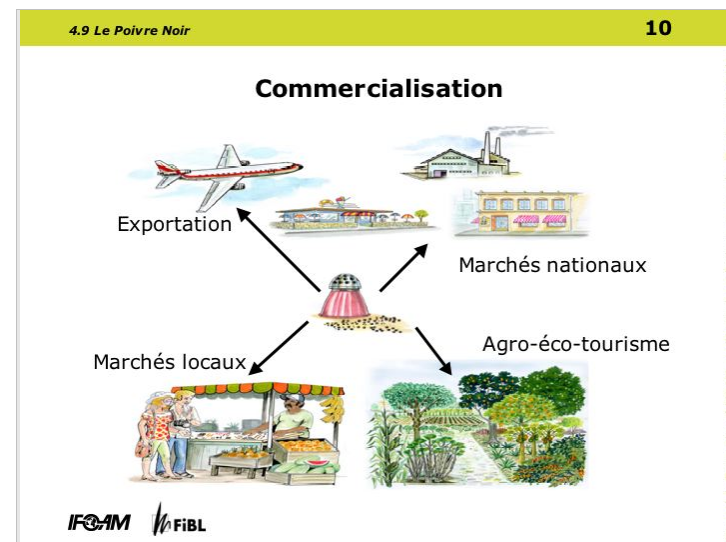 4.9 Le Poivre Noir
10
Commercialisation
Exportation
Marchés nationaux
Agro-éco-tourisme
Marchés locaux
IFOAM
FiBL